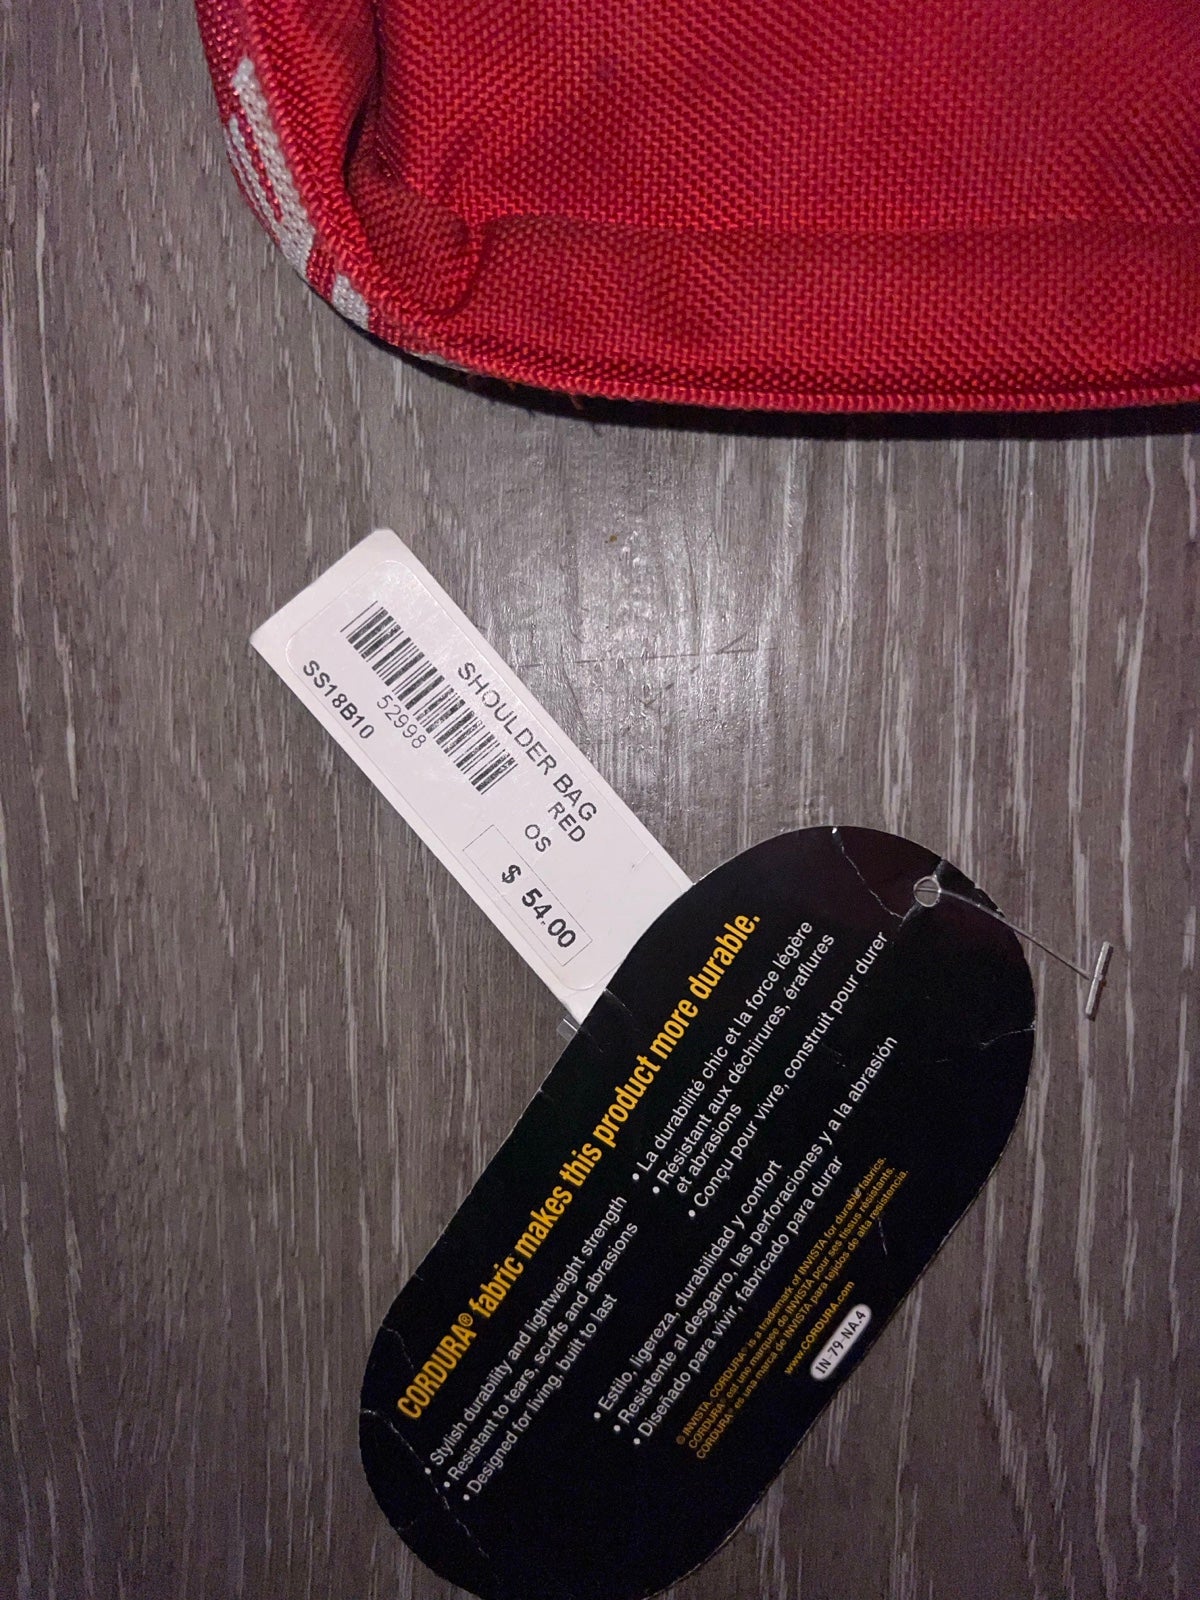 SHOULDER BAG
RED
OS
52998
SS18B10
$ 54.00
CORDURA® fabric makes this product more durable.
• Stylish durability and lightweight strength
• Resistant to tears, scuffs and abrasions
• Designed for living, built to last
• La durabilité chic et la force légère
• Résistant aux déchirures, éraflures
et abrasions
• Conçu pour vivre, construit pour durer
• Estilo, ligereza, durabilidad y confort
• Resistente al desgarro, las perforaciones y a la abrasión
• Diseñado para vivir, fabricado para durar
© INVISTA. CORDURA® is a trademark of INVISTA for durable fabrics.
CORDURA® est une marque de INVISTA pour ses tissus résistants.
CORDURA® es una marca de INVISTA para tejidos de alta resistencia.
www.CORDURA.com
IN-79-NA.4